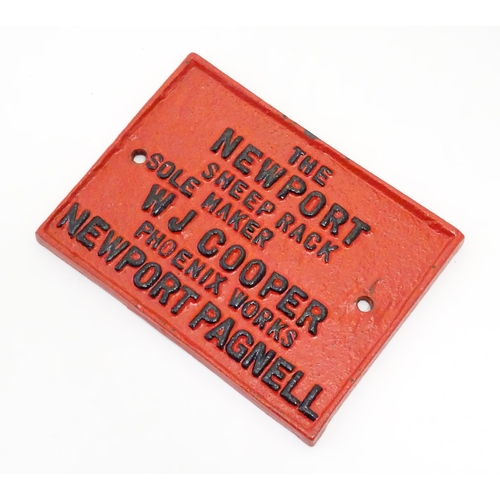 THE
NEWPORT
SHEEP RACK
SOLE MAKER
W J COOPER
PHOENIX WORKS
NEWPORT PAGNELL